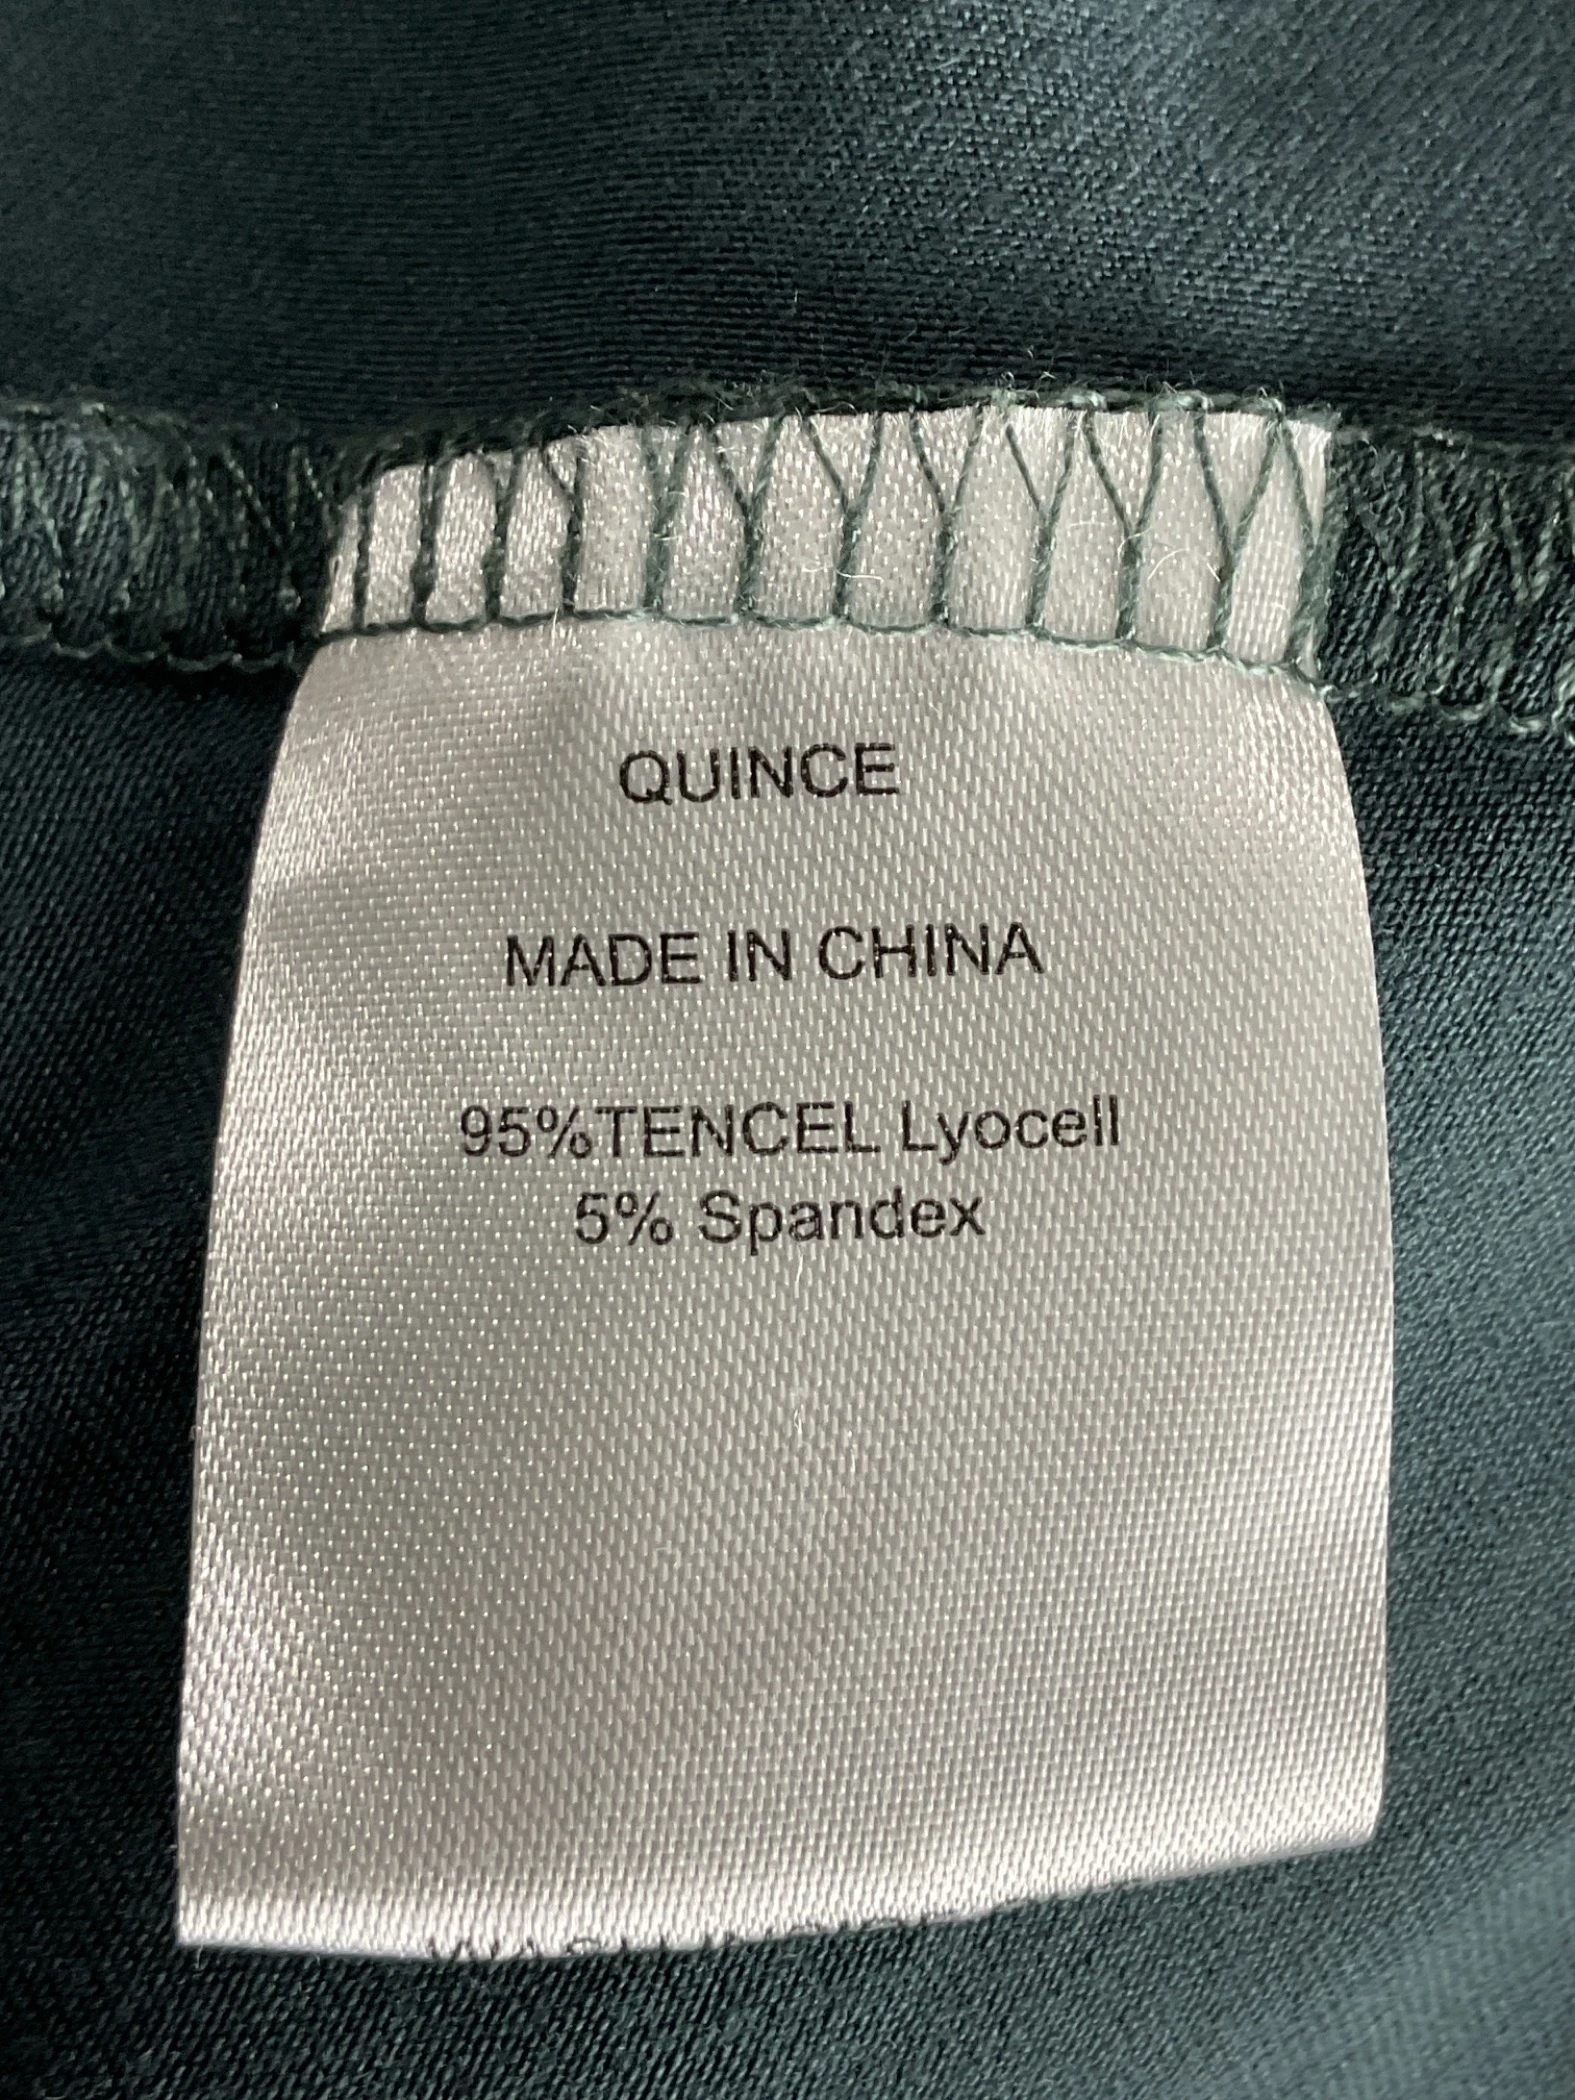 QUINCE
MADE IN CHINA
95%TENCEL Lyocell
5% Spandex